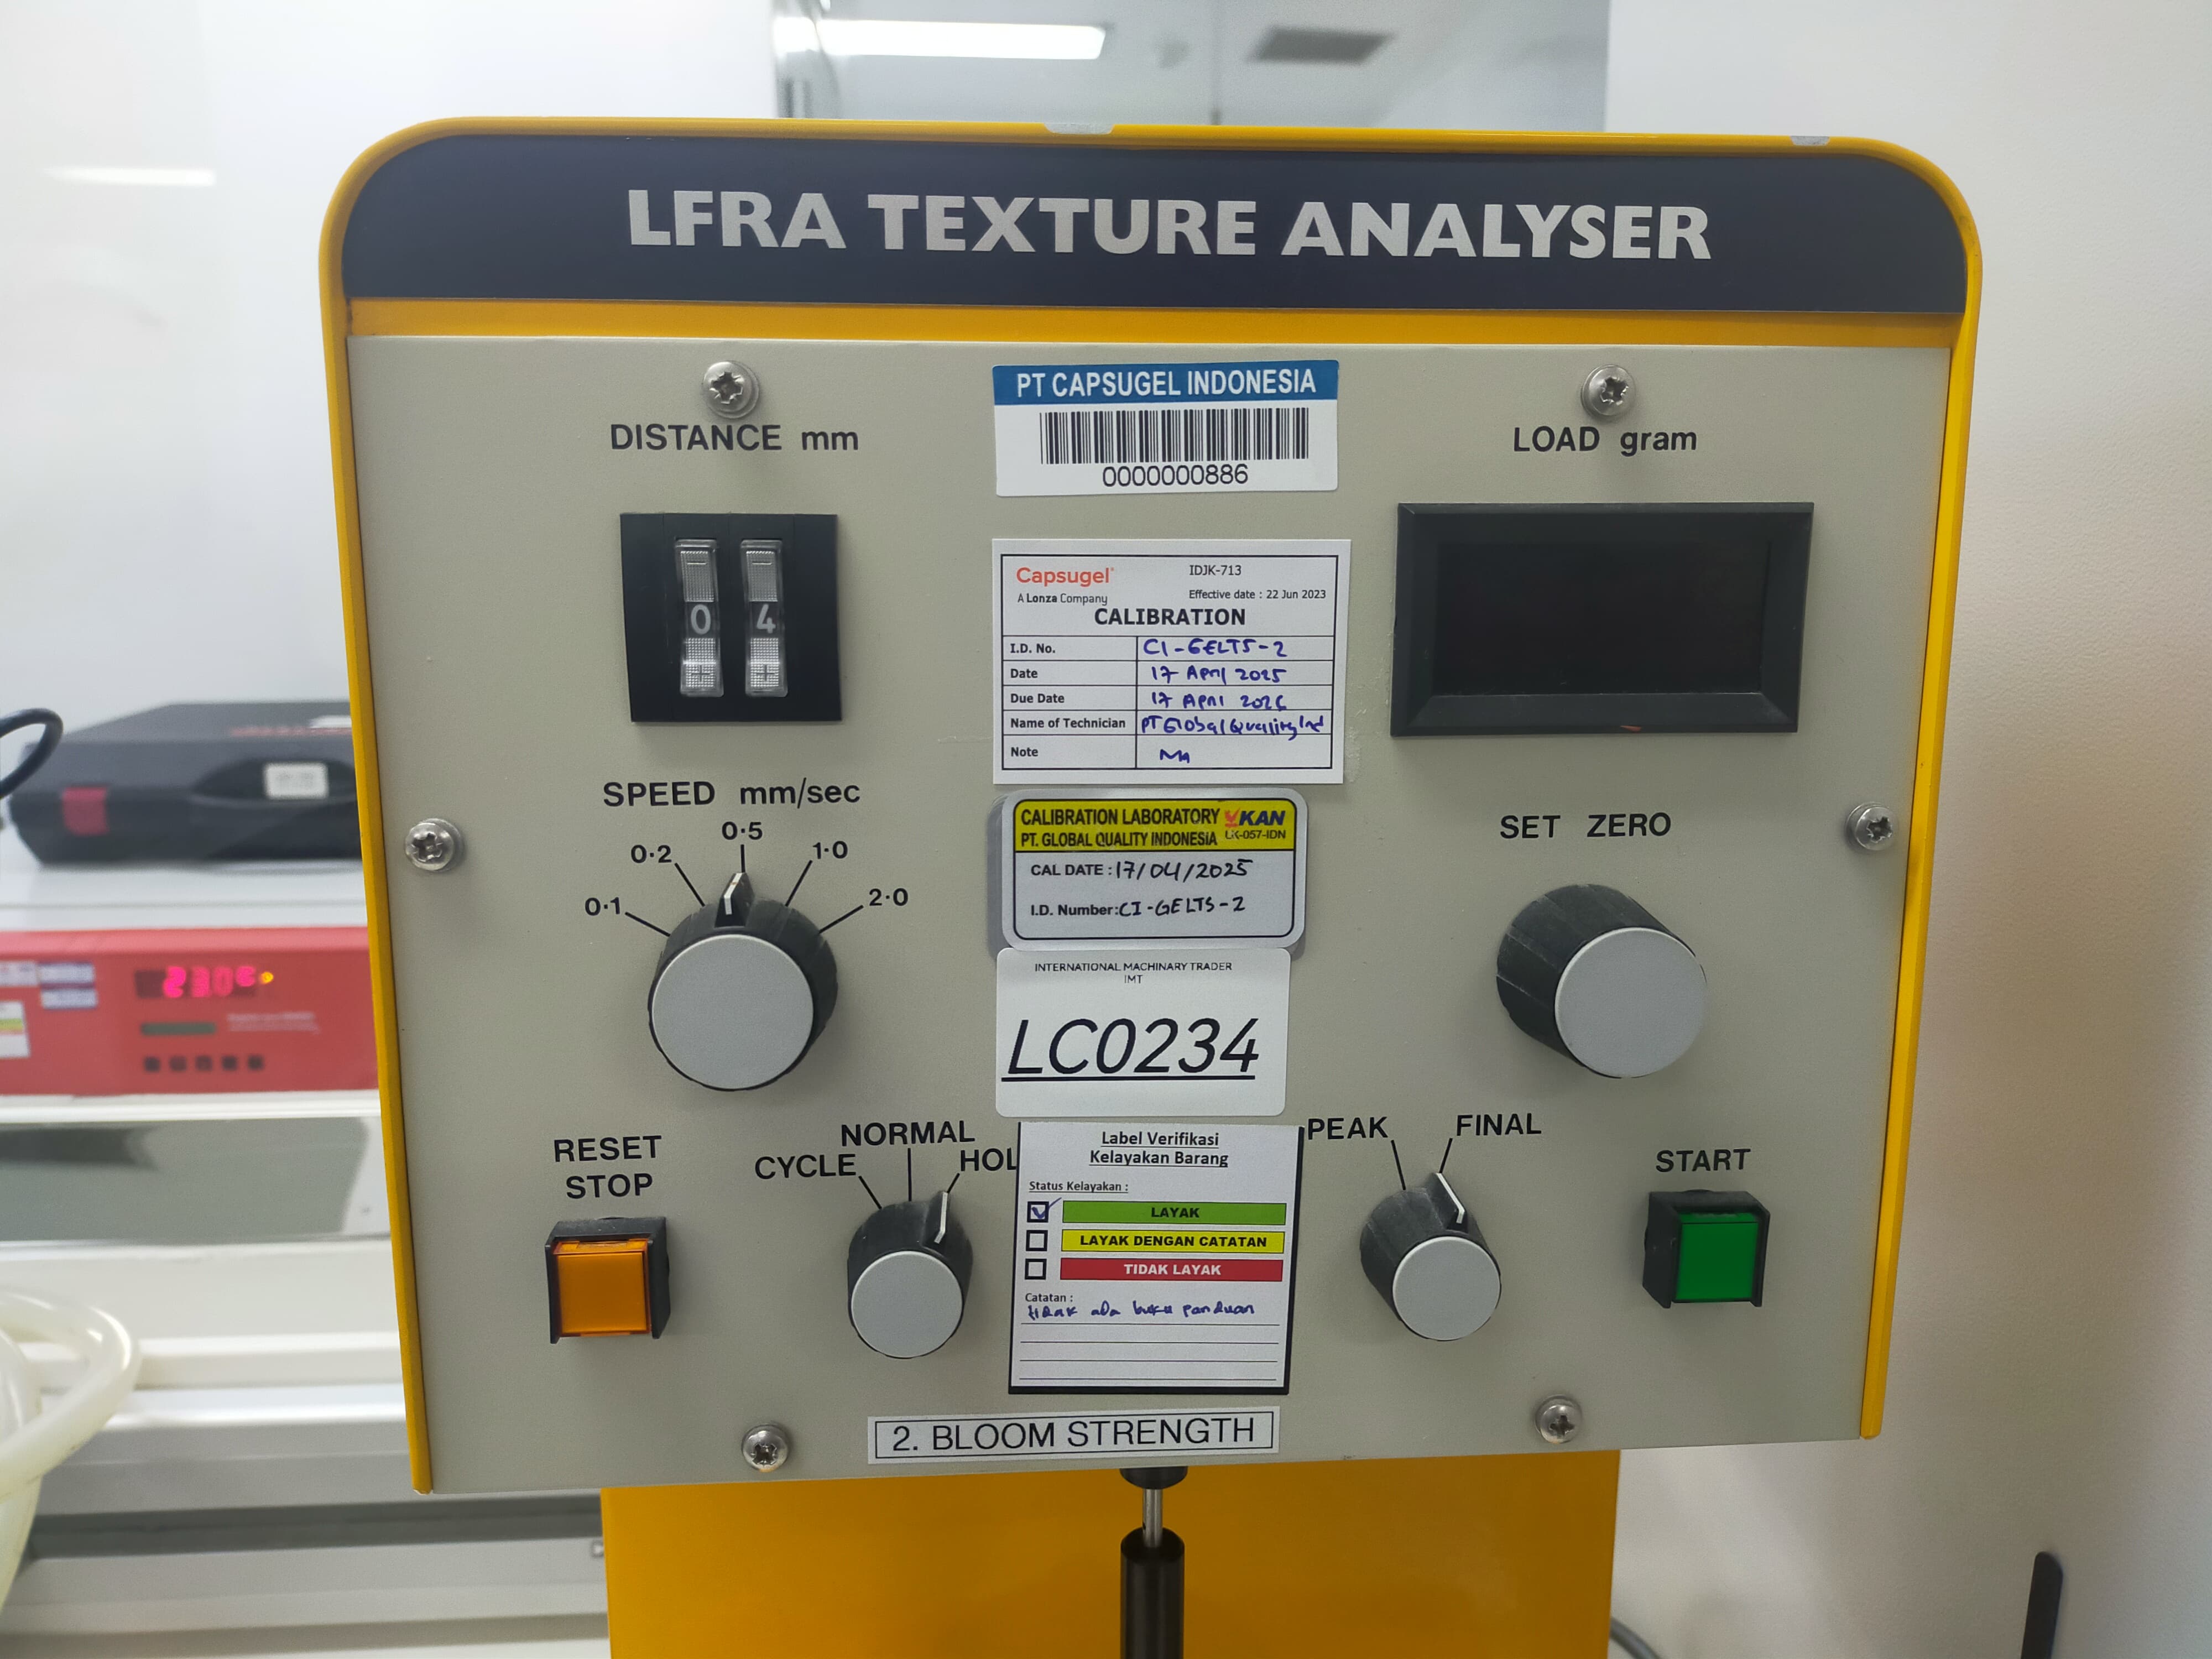 LFRA TEXTURE ANALYSER
PT CAPSUGEL INDONESIA
0000000886
DISTANCE mm
LOAD gram
- -
0 4
+ +
Capsugel
A Lonza Company
IDJK-713
Effective date : 22 Jun 2023
CALIBRATION
I.D. No. CI-GELTS-2
Date 17 April 2025
Due Date 17 April 2026
Name of Technician PT Global Quality Ind
Note
SPEED mm/sec
0·1 0·2 0·5 1·0 2·0
SET ZERO
CALIBRATION LABORATORY KAN
PT. GLOBAL QUALITY INDONESIA LK-057-IDN
CAL DATE : 17/04/2025
I.D. Number: CI-GELTS-2
INTERNATIONAL MACHINARY TRADER
IMT
LC0234
RESET
STOP
CYCLE
NORMAL
HOL
Label Verifikasi
Kelayakan Barang
Status Kelayakan :
LAYAK
LAYAK DENGAN CATATAN
TIDAK LAYAK
Catatan :
tidak ada buku panduan
PEAK
FINAL
START
2. BLOOM STRENGTH